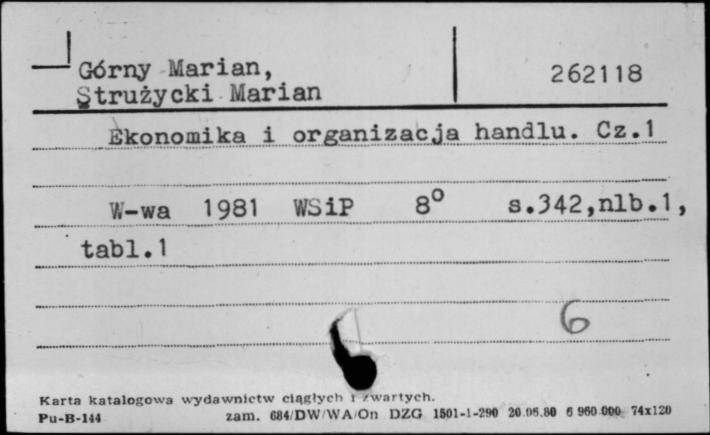 Górny Marian,
262118
Strużycki Marian
Ekonomika i organizacja handlu. Cz.1
W-wa 1981 WSiP 8° s.342,nlb.1,
tabl.1
6
Karta katalogowa wydawnictw ciągłych i zwartych.
Pu-B-144 zam. 684/DW/WA/On DZG 1501-1-290 20.06.80 6 960 000 74x120